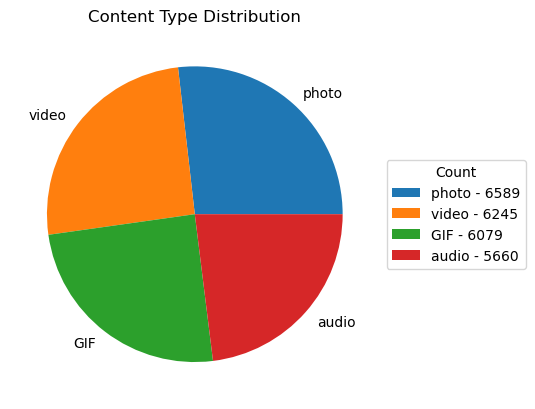 Content Type Distribution
photo
video
GIF
audio
Count
photo - 6589
video - 6245
GIF - 6079
audio - 5660